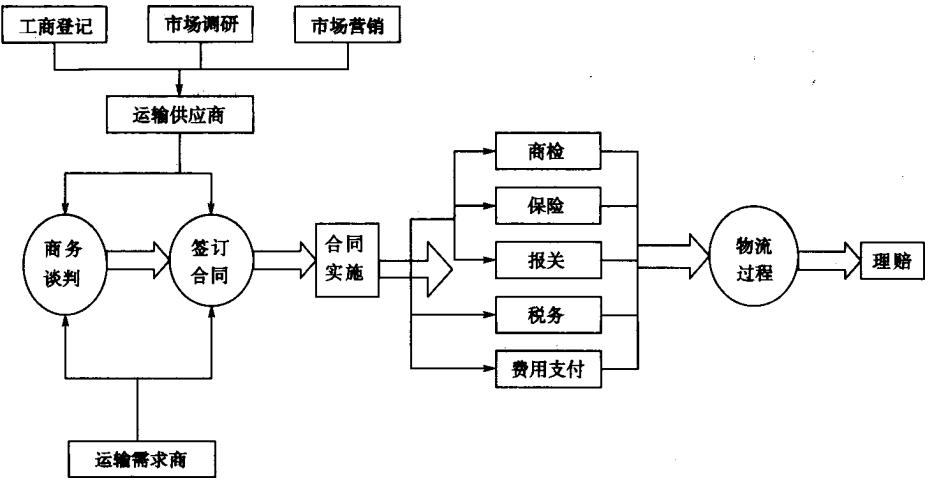 工商登记
市场调研
市场营销
运输供应商
商务
谈判
签订
合同
合同
实施
商检
保险
报关
税务
费用支付
物流
过程
理赔
运输需求商